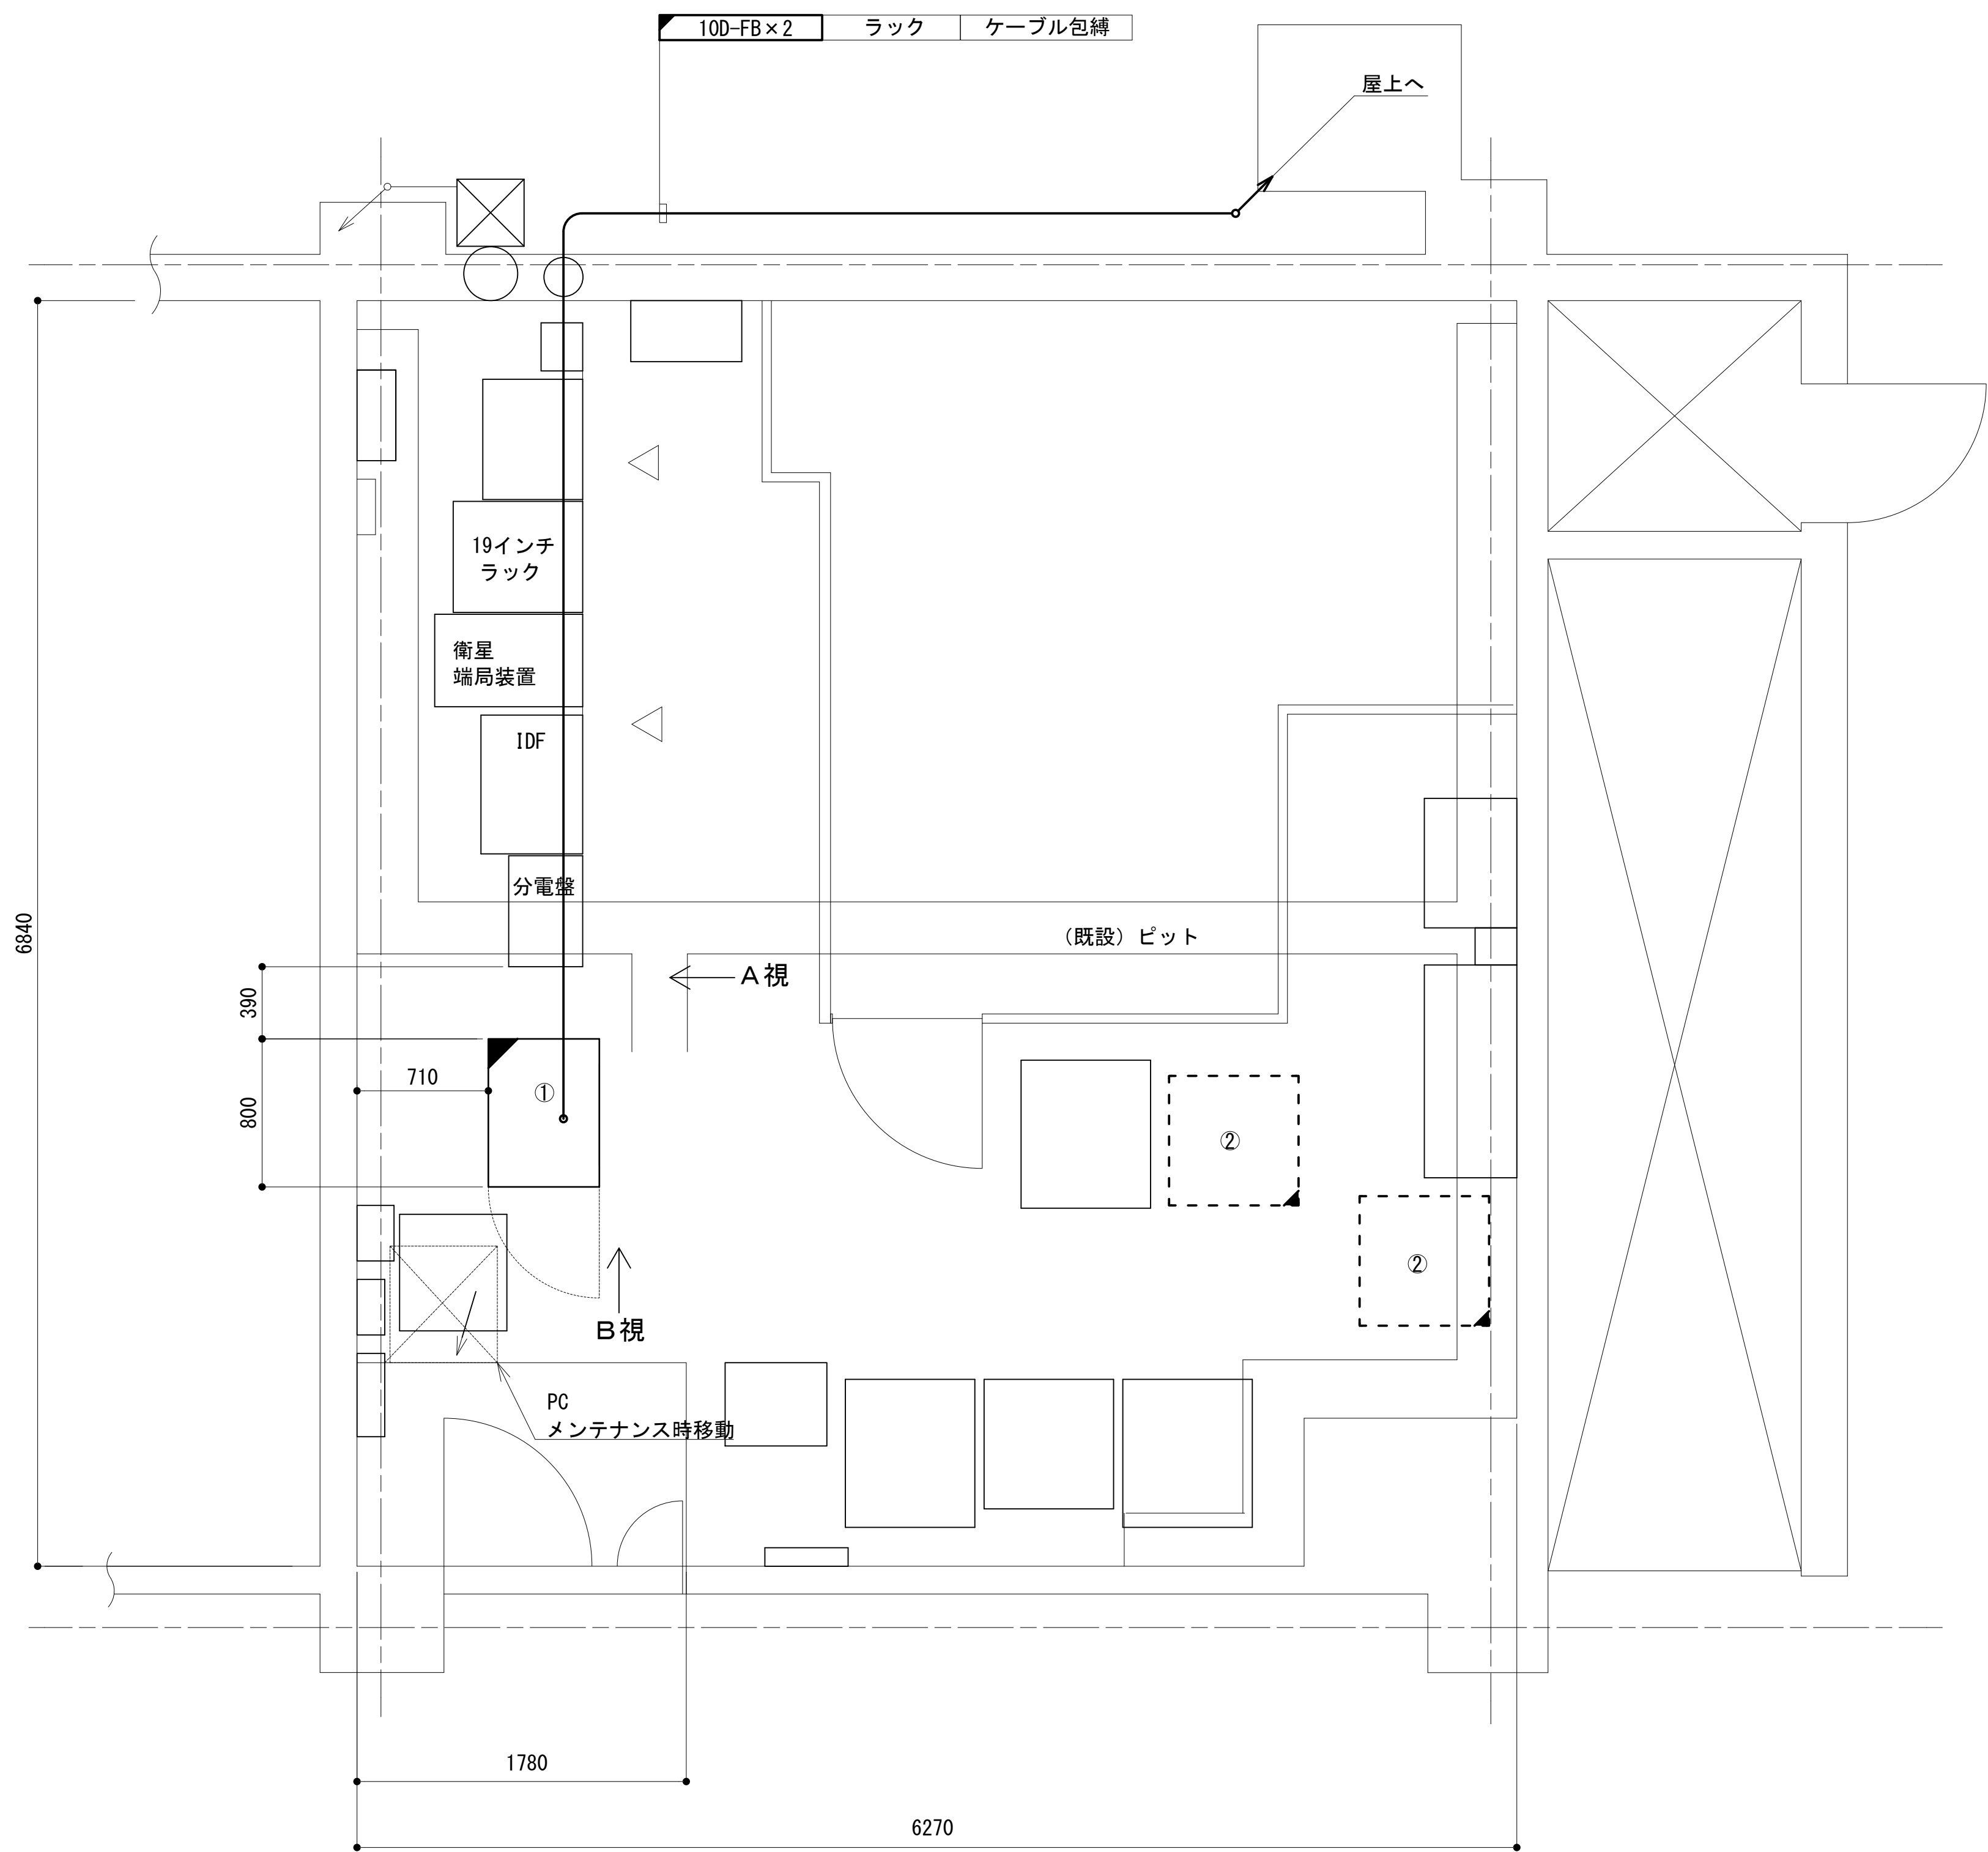 10D-FB×2 ラック ケーブル包縛
屋上へ
19インチ
ラック
衛星
端局装置
IDF
分電盤
（既設）ピット
6840
390
A視
800
710
①
②
②
B視
PC
メンテナンス時移動
1780
6270